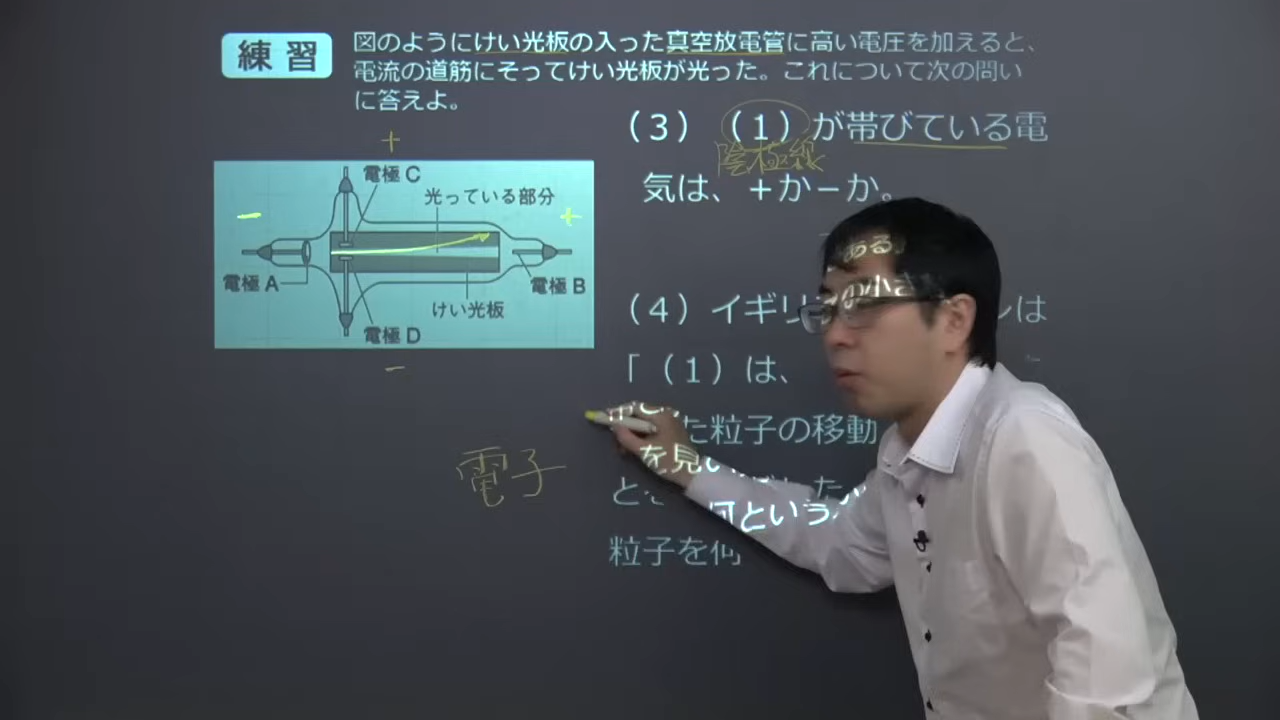 練習
図のようにけい光板の入った真空放電管に高い電圧を加えると、
電流の道筋にそってけい光板が光った。これについて次の問い
に答えよ。
+
電極C
光っている部分
−
+
電極A
電極B
けい光板
電極D
−
電子
(3) (1)が帯びている電
陰極線
気は、+か−か。
(4) イギリ
は
「(1)は、
た粒子の移動
を見い
と
何という
粒子を何